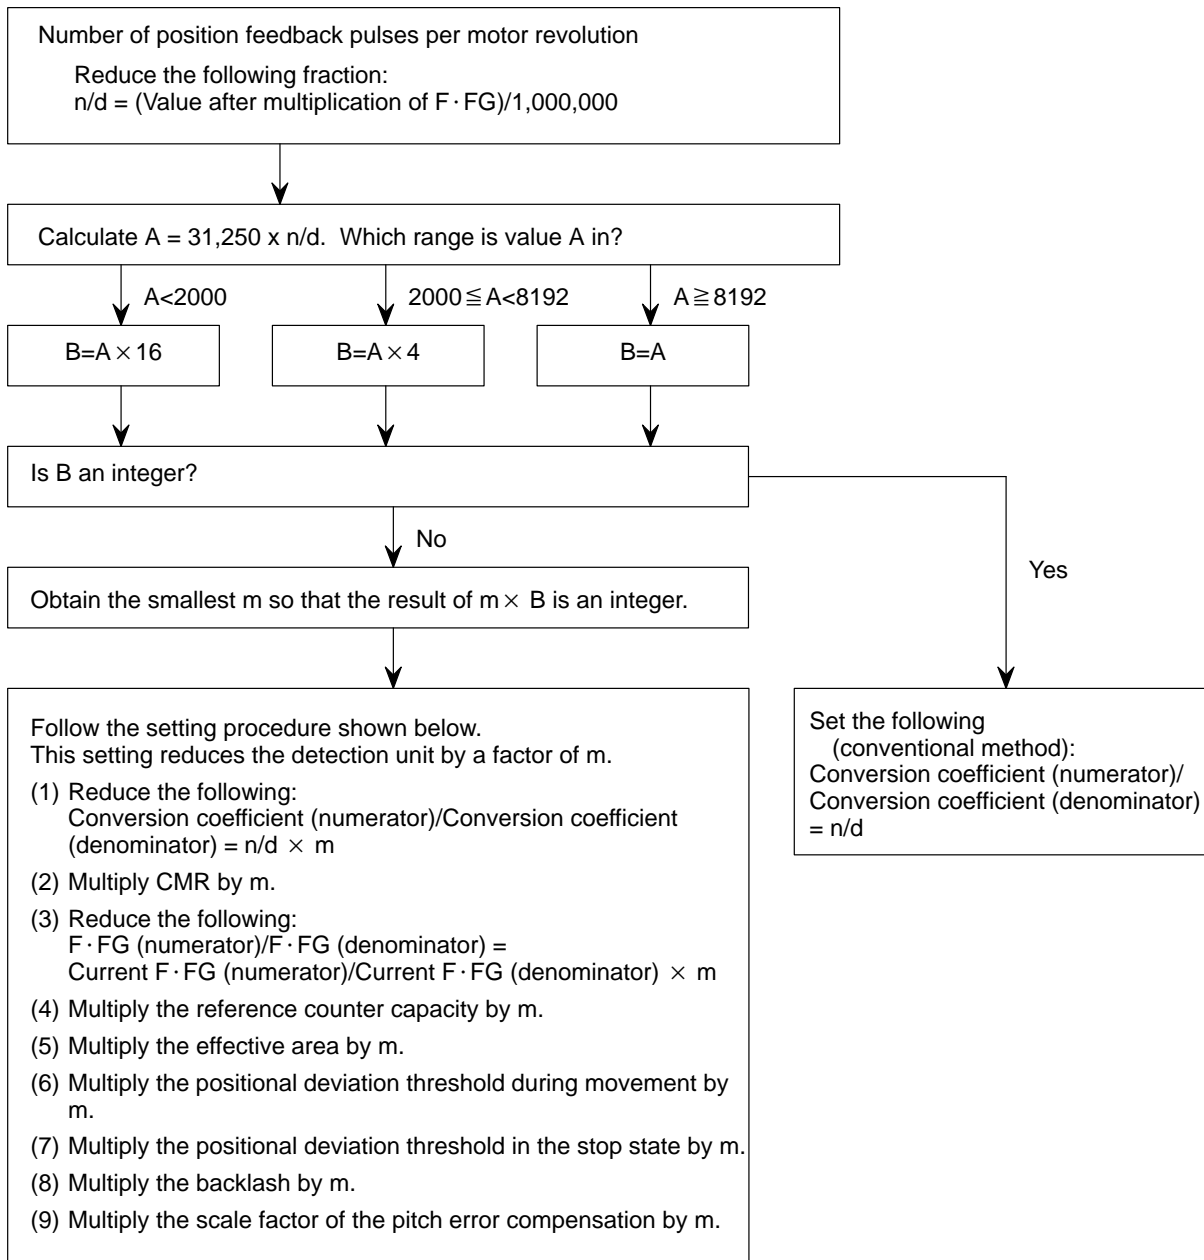 Number of position feedback pulses per motor revolution
Reduce the following fraction:
n/d = (Value after multiplication of F·FG)/1,000,000
Calculate A = 31,250 x n/d. Which range is value A in?
A<2000
2000≦A<8192
A≧8192
B=A×16
B=A×4
B=A
Is B an integer?
No
Yes
Obtain the smallest m so that the result of m× B is an integer.
Follow the setting procedure shown below.
This setting reduces the detection unit by a factor of m.
(1) Reduce the following:
Conversion coefficient (numerator)/Conversion coefficient
(denominator) = n/d × m
(2) Multiply CMR by m.
(3) Reduce the following:
F·FG (numerator)/F·FG (denominator) =
Current F·FG (numerator)/Current F·FG (denominator) × m
(4) Multiply the reference counter capacity by m.
(5) Multiply the effective area by m.
(6) Multiply the positional deviation threshold during movement by
m.
(7) Multiply the positional deviation threshold in the stop state by m.
(8) Multiply the backlash by m.
(9) Multiply the scale factor of the pitch error compensation by m.
Set the following
(conventional method):
Conversion coefficient (numerator)/
Conversion coefficient (denominator)
= n/d